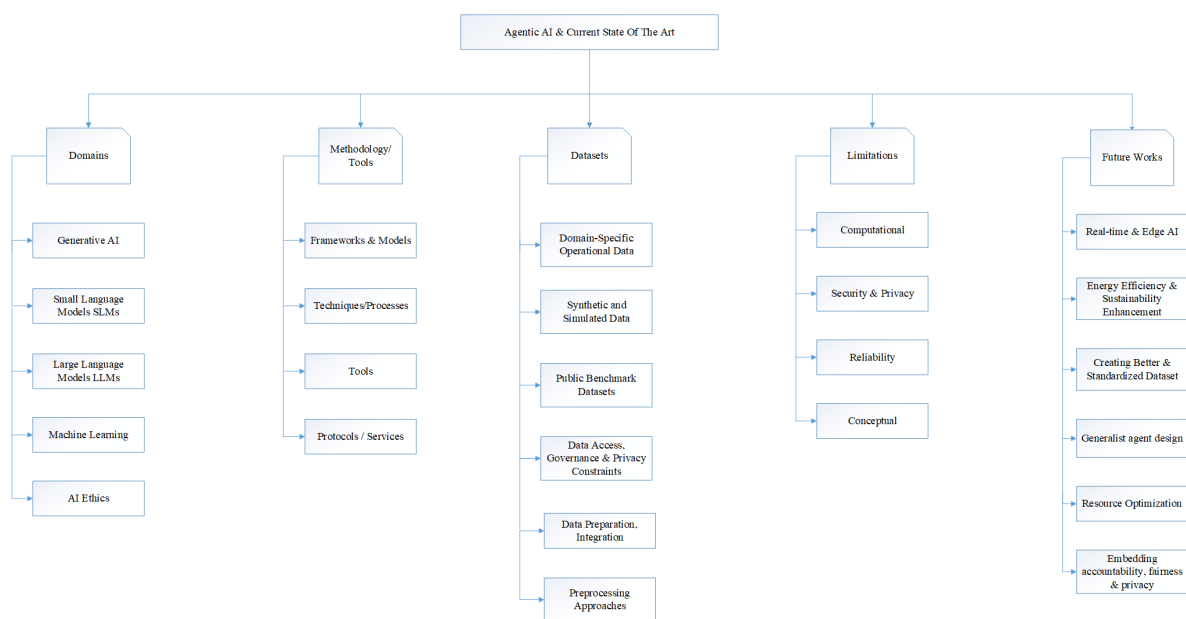 Agentic AI & Current State Of The Art
Domains
Generative AI
Small Language
Models SLMs
Large Language
Models LLMs
Machine Learning
AI Ethics
Methodology/
Tools
Frameworks & Models
Techniques/Processes
Tools
Protocols / Services
Datasets
Domain-Specific
Operational Data
Synthetic and
Simulated Data
Public Benchmark
Datasets
Data Access,
Governance & Privacy
Constraints
Data Preparation,
Integration
Preprocessing
Approaches
Limitations
Computational
Security & Privacy
Reliability
Conceptual
Future Works
Real-time & Edge AI
Energy Efficiency &
Sustainability
Enhancement
Creating Better &
Standardized Dataset
Generalist agent design
Resource Optimization
Embedding
accountability, fairness
& privacy